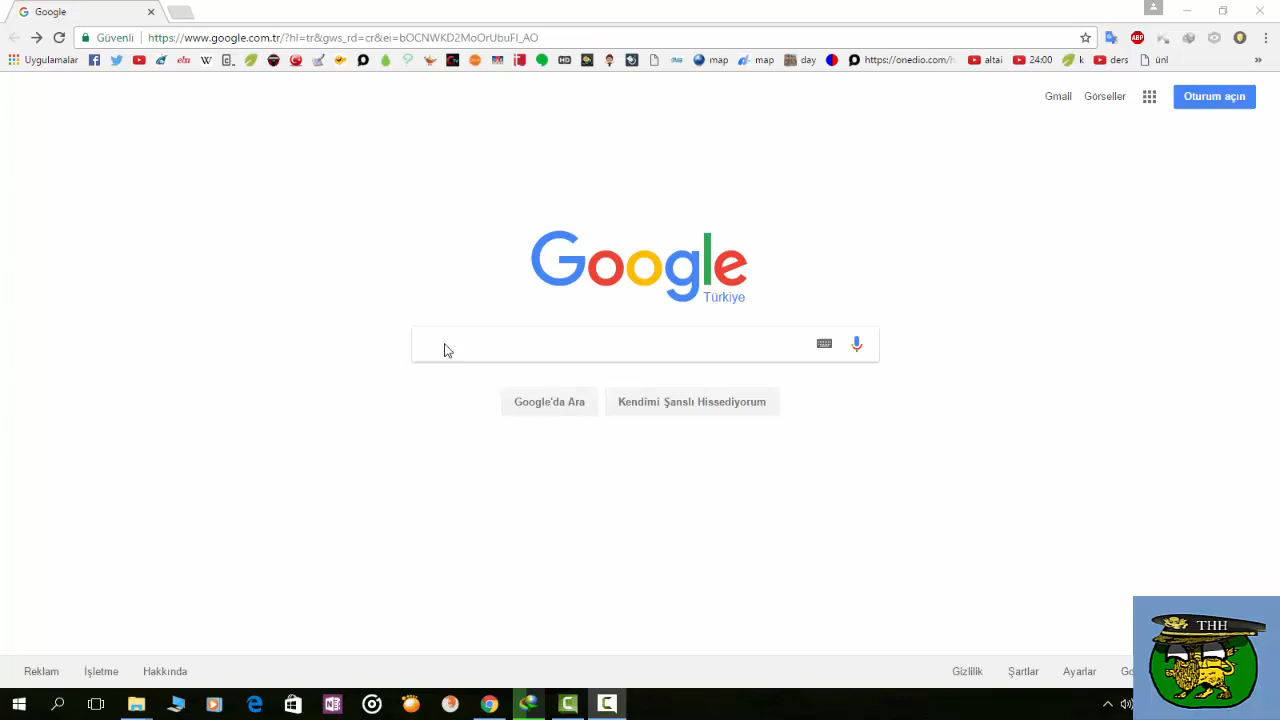 Google
Güvenli
https://www.google.com.tr/?hl=tr&gws_rd=cr&ei=bOCNWKD2MoOrUbuFl_AO
Uygulamalar
map
map
day
https://onedio.com/h
altai
24:00
k
ders
ünl
Gmail
Görseller
Oturum açın
Google
Türkiye
Google'da Ara
Kendimi Şanslı Hissediyorum
THH
Reklam
İşletme
Hakkında
Gizlilik
Şartlar
Ayarlar
Go